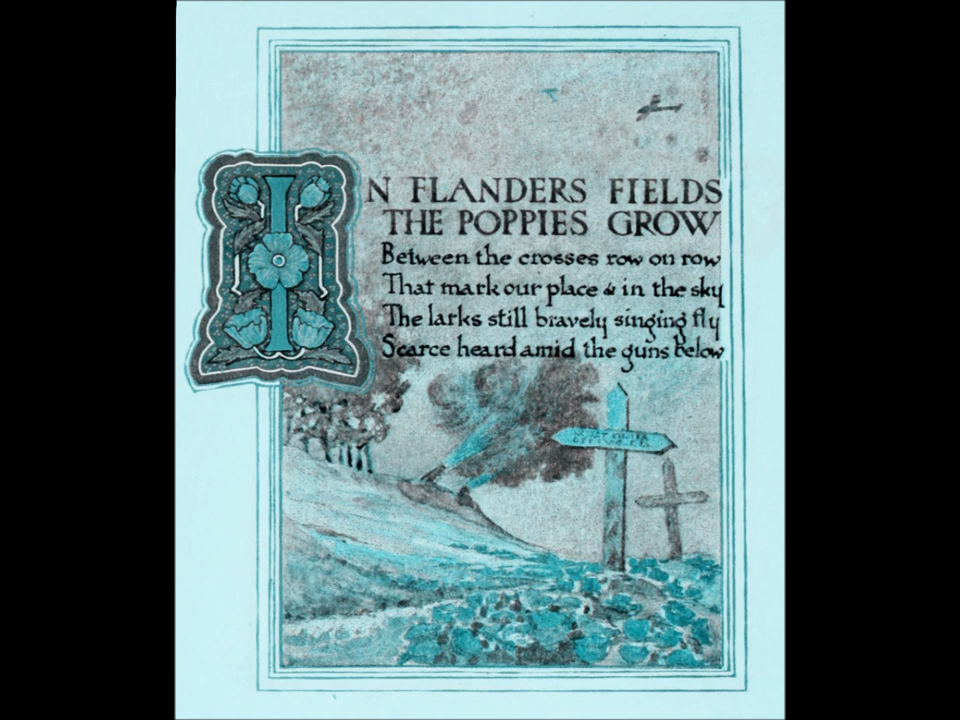 IN FLANDERS FIELDS
THE POPPIES GROW
Between the crosses row on row
That mark our place & in the sky
The larks still bravely singing fly
Scarce heard amid the guns below